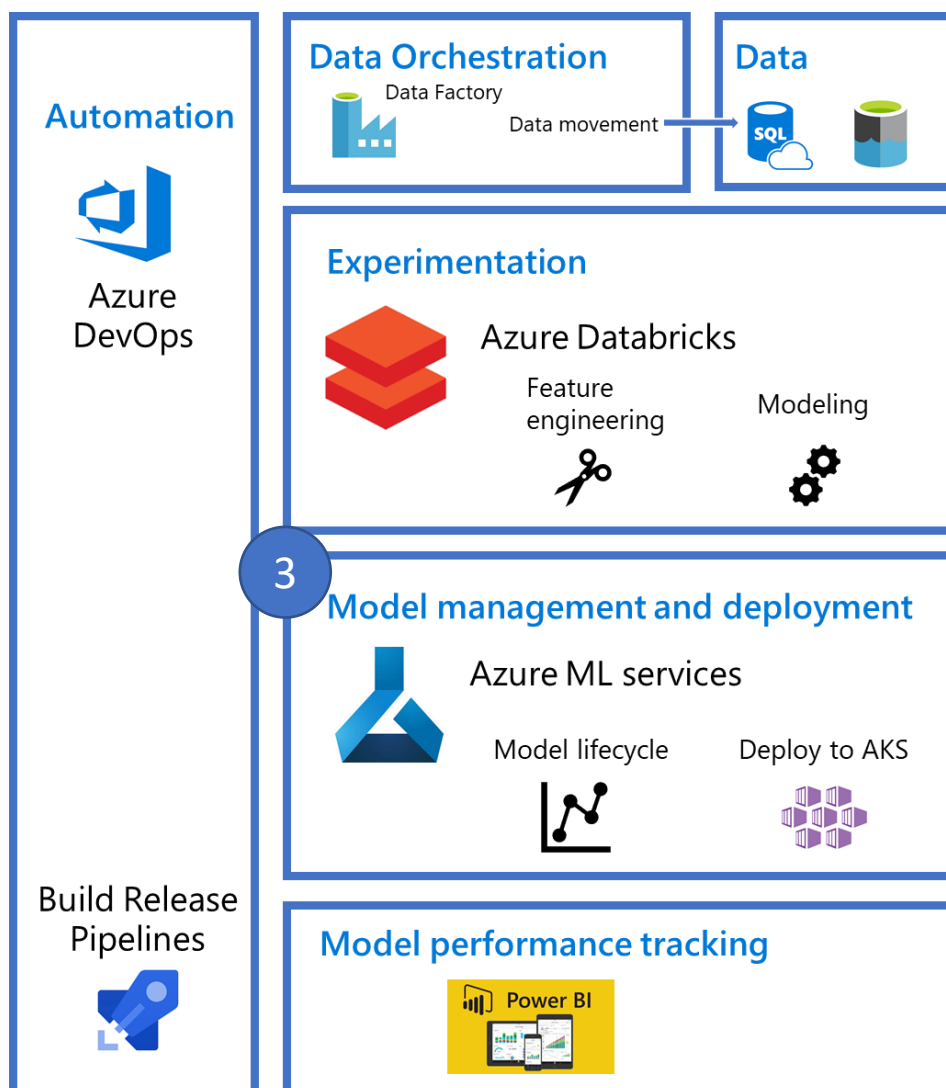 Automation
Azure
DevOps
Build Release
Pipelines
Data Orchestration
Data Factory
Data movement
Data
SQL
Experimentation
Azure Databricks
Feature
engineering
Modeling
3
Model management and deployment
Azure ML services
Model lifecycle
Deploy to AKS
Model performance tracking
Power BI